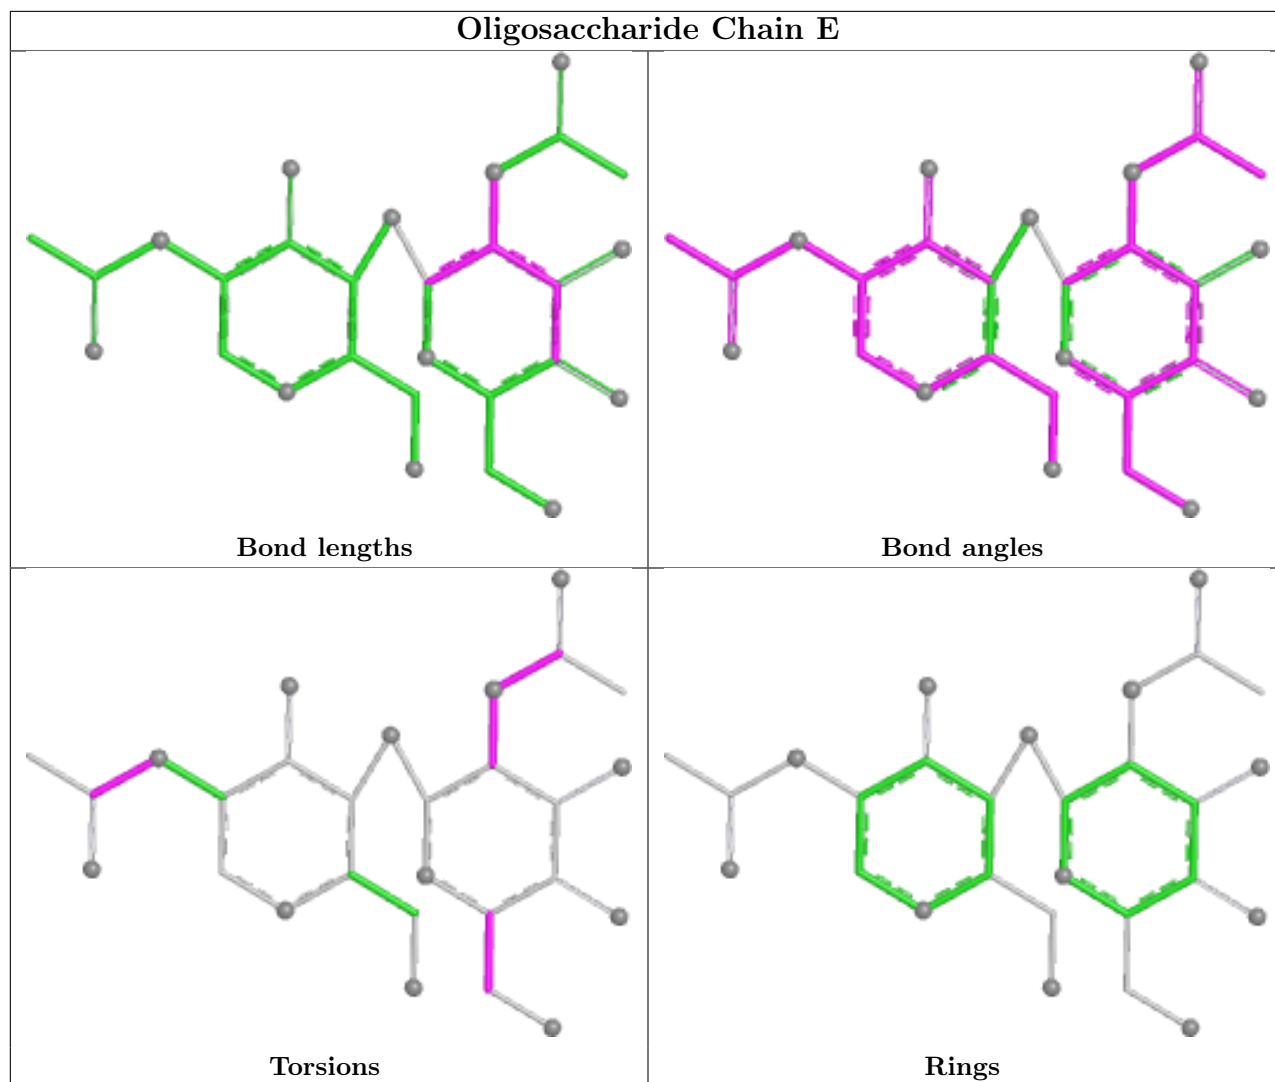 Oligosaccharide Chain E
Bond lengths
Bond angles
Torsions
Rings